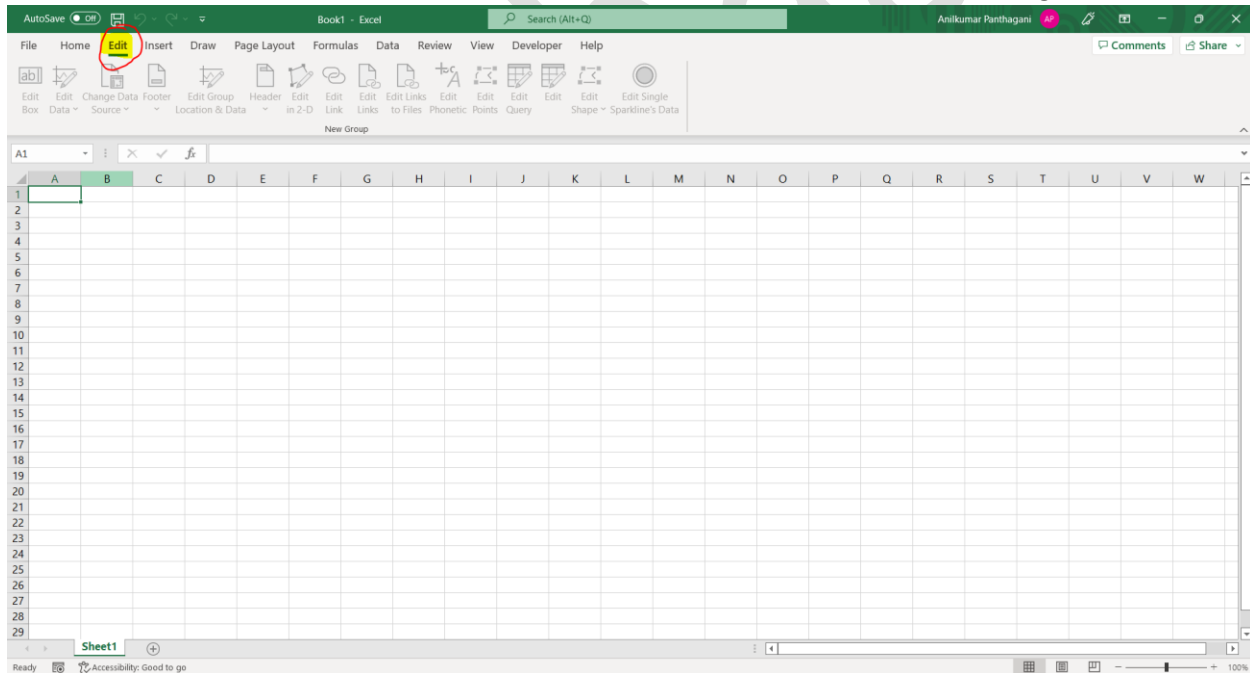 AutoSave Off Book1 - Excel Search (Alt+Q) Anilkumar Panthagani AP
File Home Edit Insert Draw Page Layout Formulas Data Review View Developer Help Comments Share
ab
Edit Edit Change Data Footer Edit Group Header Edit Edit Edit Edit Links Edit Edit Edit Edit Edit Edit Single
Box Data Source Location & Data in 2-D Link Links to Files Phonetic Points Query Shape Sparkline's Data
New Group
A1 fx
A B C D E F G H I J K L M N O P Q R S T U V W
1
2
3
4
5
6
7
8
9
10
11
12
13
14
15
16
17
18
19
20
21
22
23
24
25
26
27
28
29
Sheet1
Ready Accessibility: Good to go 100%